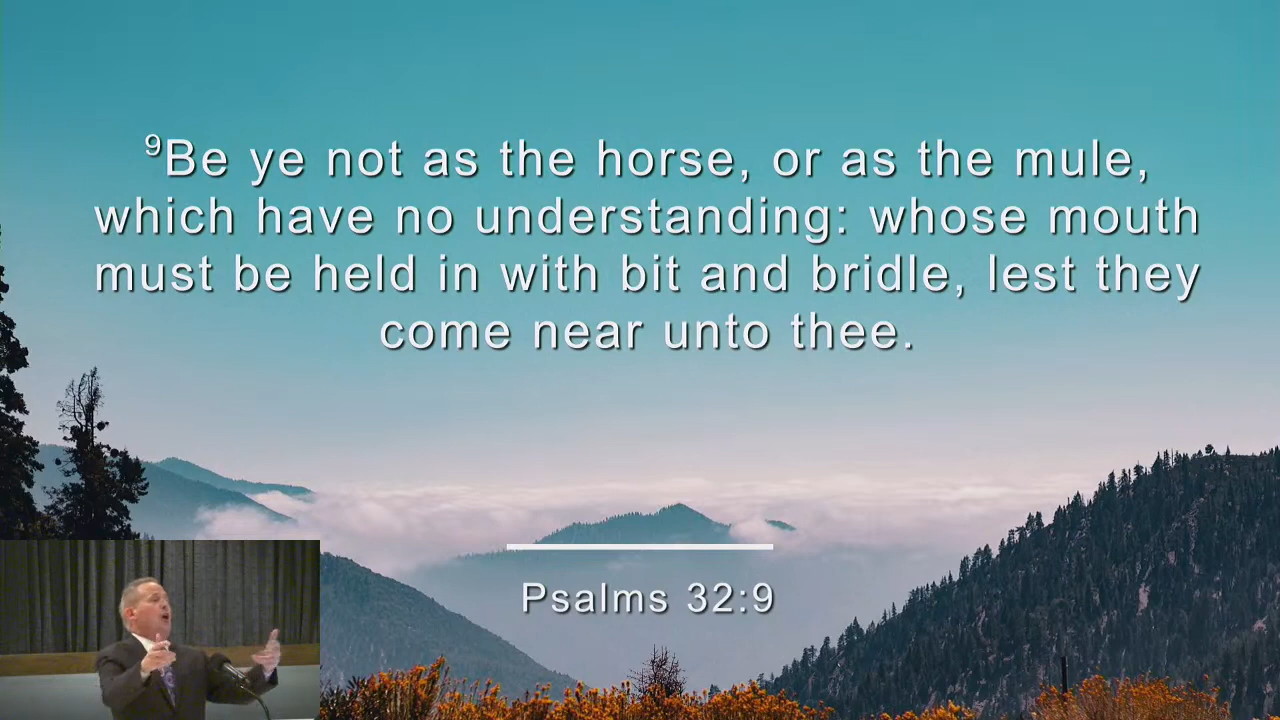 ⁹Be ye not as the horse, or as the mule,
which have no understanding: whose mouth
must be held in with bit and bridle, lest they
come near unto thee.
Psalms 32:9